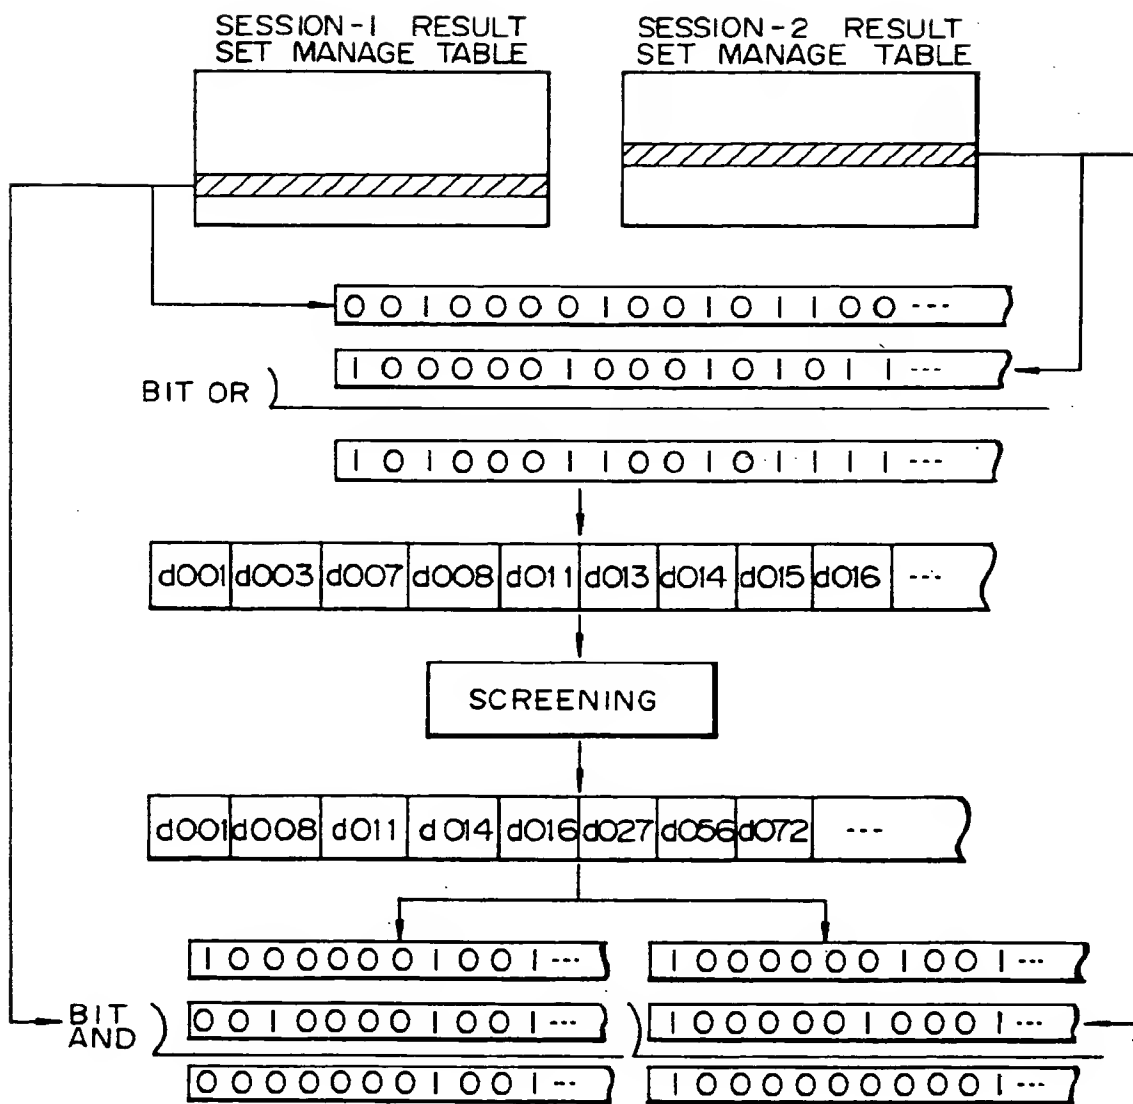 SESSION-1 RESULT
SET MANAGE TABLE
SESSION-2 RESULT
SET MANAGE TABLE
0 0 1 0 0 0 0 1 0 0 1 0 1 1 0 0 ---
1 0 0 0 0 0 1 0 0 0 1 0 1 0 1 1 ---
BIT OR
1 0 1 0 0 0 1 1 0 0 1 0 1 1 1 1 ---
d001 d003 d007 d008 d011 d013 d014 d015 d016 ---
SCREENING
d001 d008 d011 d014 d016 d027 d056 d072 ---
1 0 0 0 0 0 0 1 0 0 1 ---
1 0 0 0 0 0 0 1 0 0 1 ---
BIT
AND
0 0 1 0 0 0 0 1 0 0 1 ---
1 0 0 0 0 0 1 0 0 0 1 ---
0 0 0 0 0 0 0 1 0 0 1 ---
1 0 0 0 0 0 0 0 0 0 1 ---